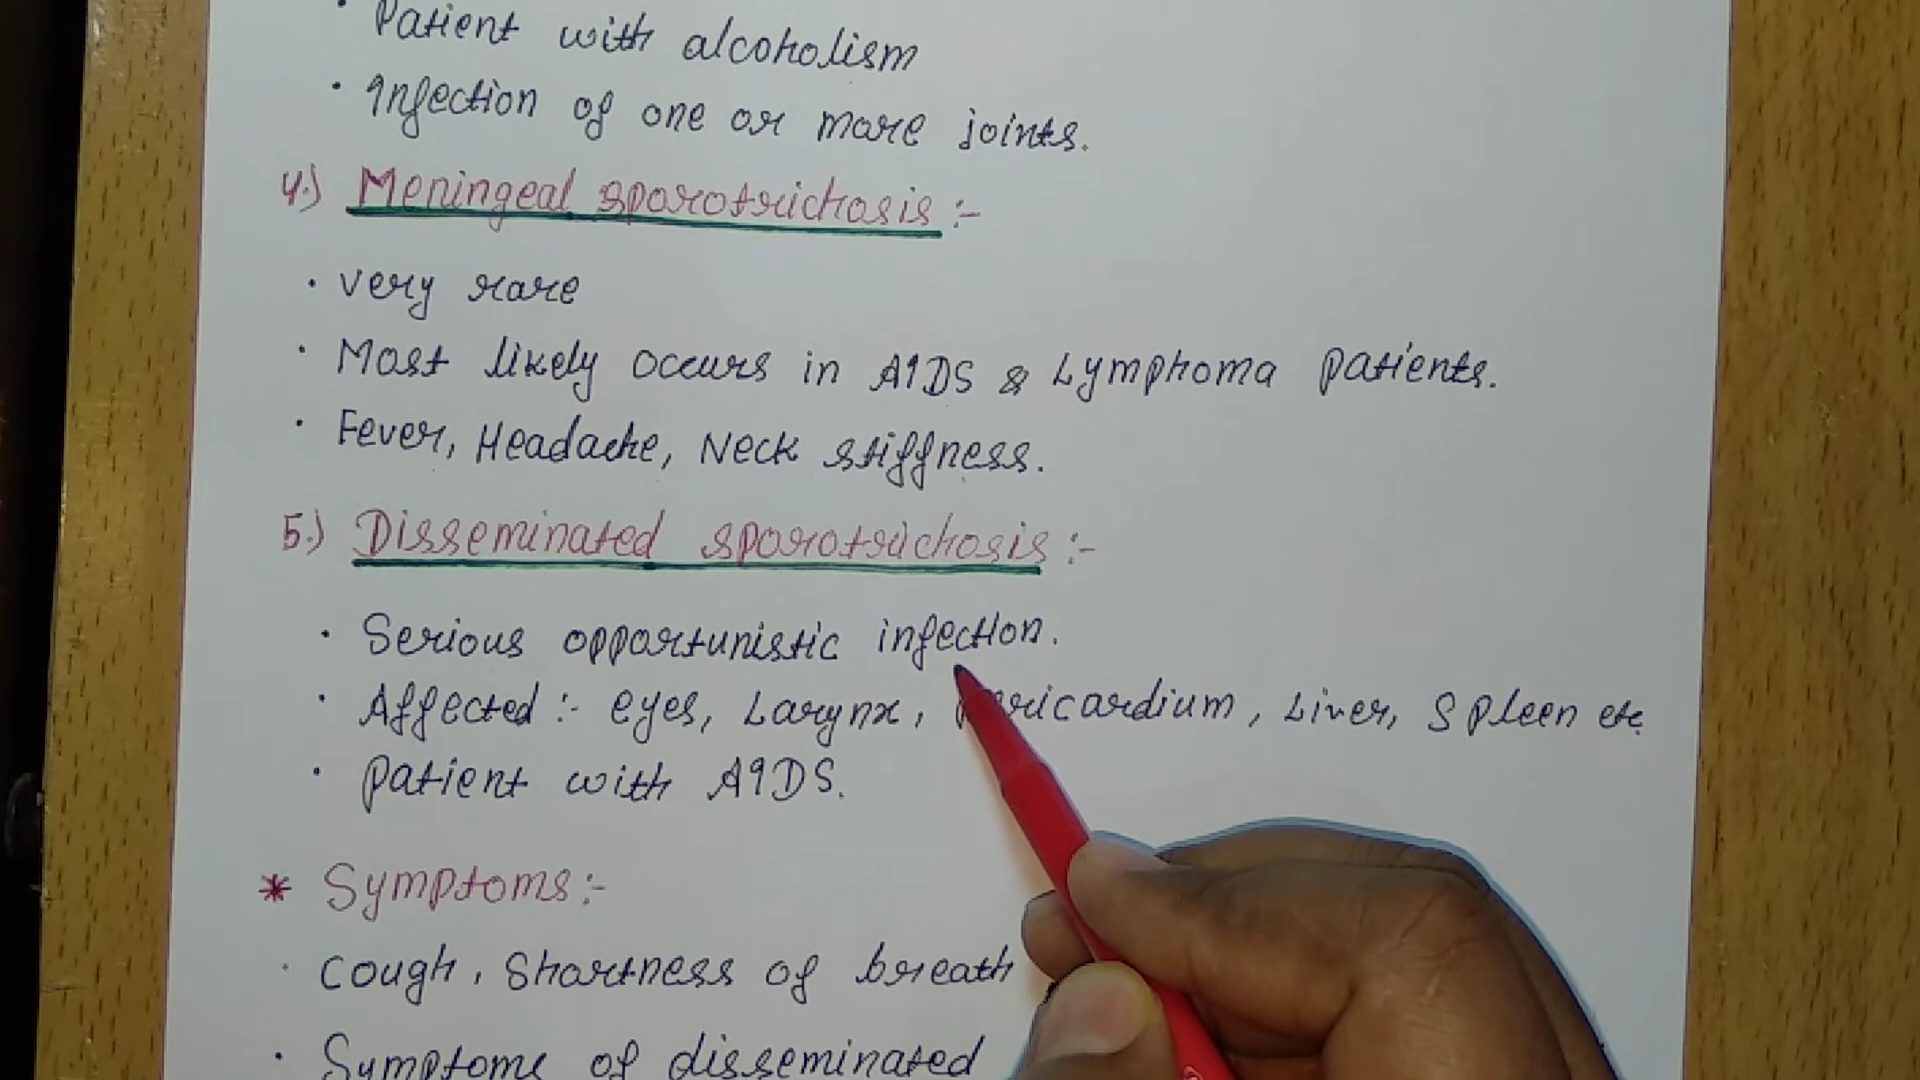 • Patient with alcoholism
• Infection of one or more joints.
4.) Meningeal sporotrichosis :-
• very rare
• Most likely occurs in AIDS & Lymphoma patients.
• Fever, Headache, Neck stiffness.
5.) Disseminated sporotrichosis :-
• Serious opportunistic infection.
• Affected :- eyes, Larynx, Pericardium, Liver, Spleen etc.
• patient with AIDS.
* Symptoms :-
• cough, Shortness of breath
• Symptoms of disseminated